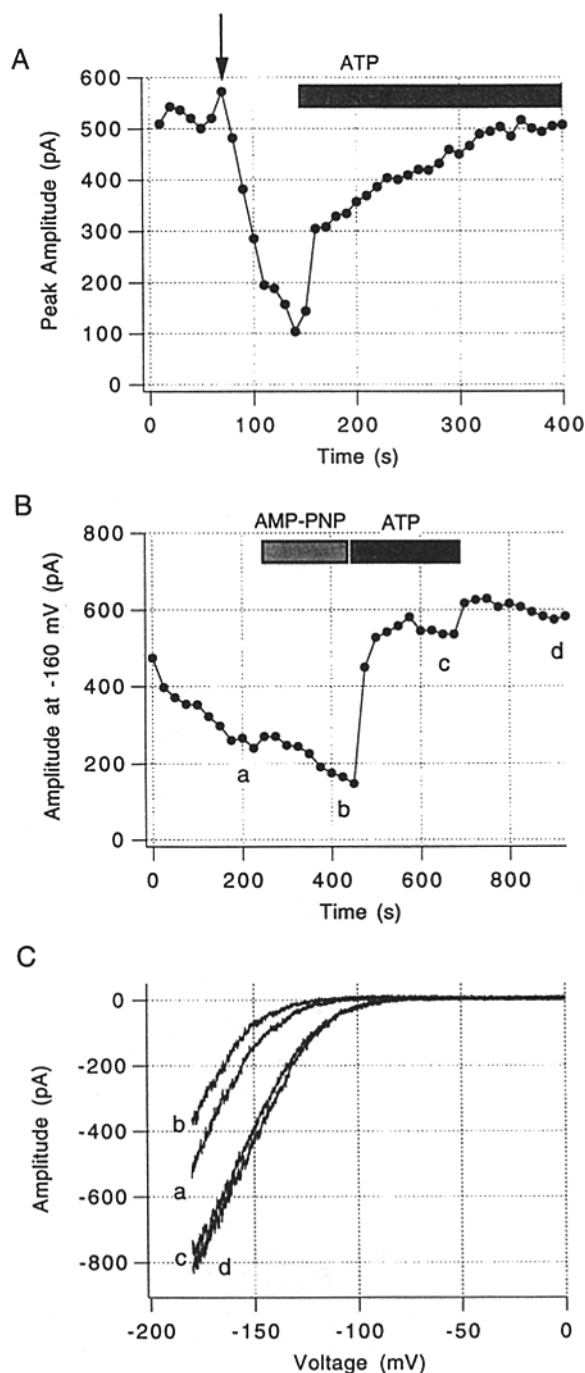 A
ATP
600
500
400
300
200
100
0
Peak Amplitude (pA)
0 100 200 300 400
Time (s)
B
AMP-PNP ATP
800
600
400
200
0
Amplitude at -160 mV (pA)
a
b
c
d
0 200 400 600 800
Time (s)
C
0
-200
-400
-600
-800
Amplitude (pA)
b
a
c
d
-200 -150 -100 -50 0
Voltage (mV)